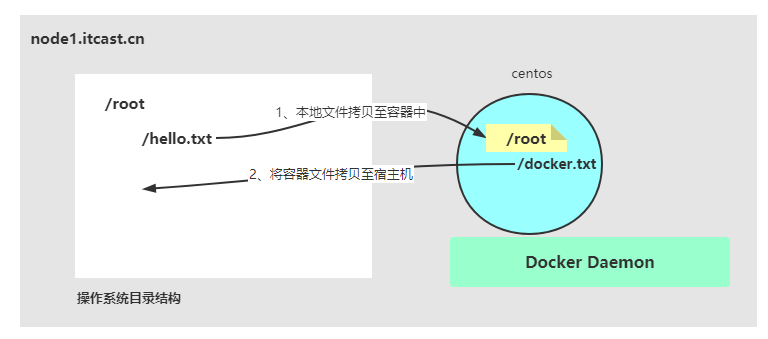 node1.itcast.cn
centos
/root
1、本地文件拷贝至容器中
/hello.txt
/root
/docker.txt
2、将容器文件拷贝至宿主机
Docker Daemon
操作系统目录结构